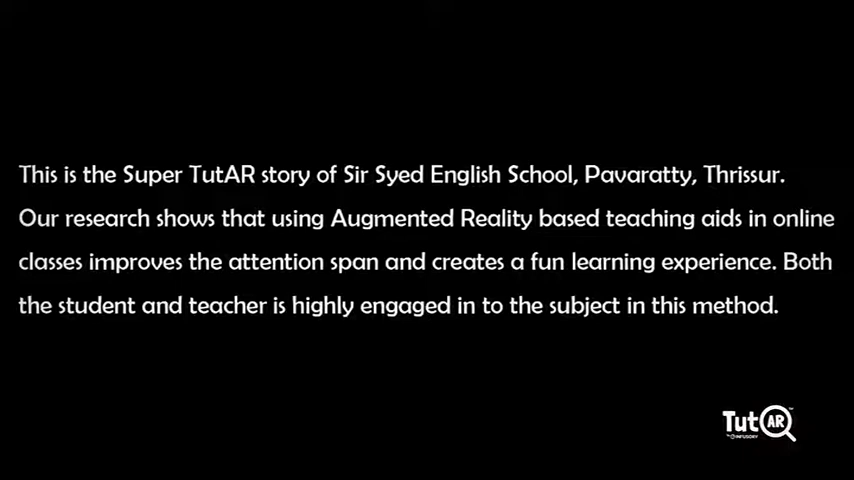 This is the Super TutAR story of Sir Syed English School, Pavaratty, Thrissur.
Our research shows that using Augmented Reality based teaching aids in online
classes improves the attention span and creates a fun learning experience. Both
the student and teacher is highly engaged in to the subject in this method.
TutAR
INFUSORY